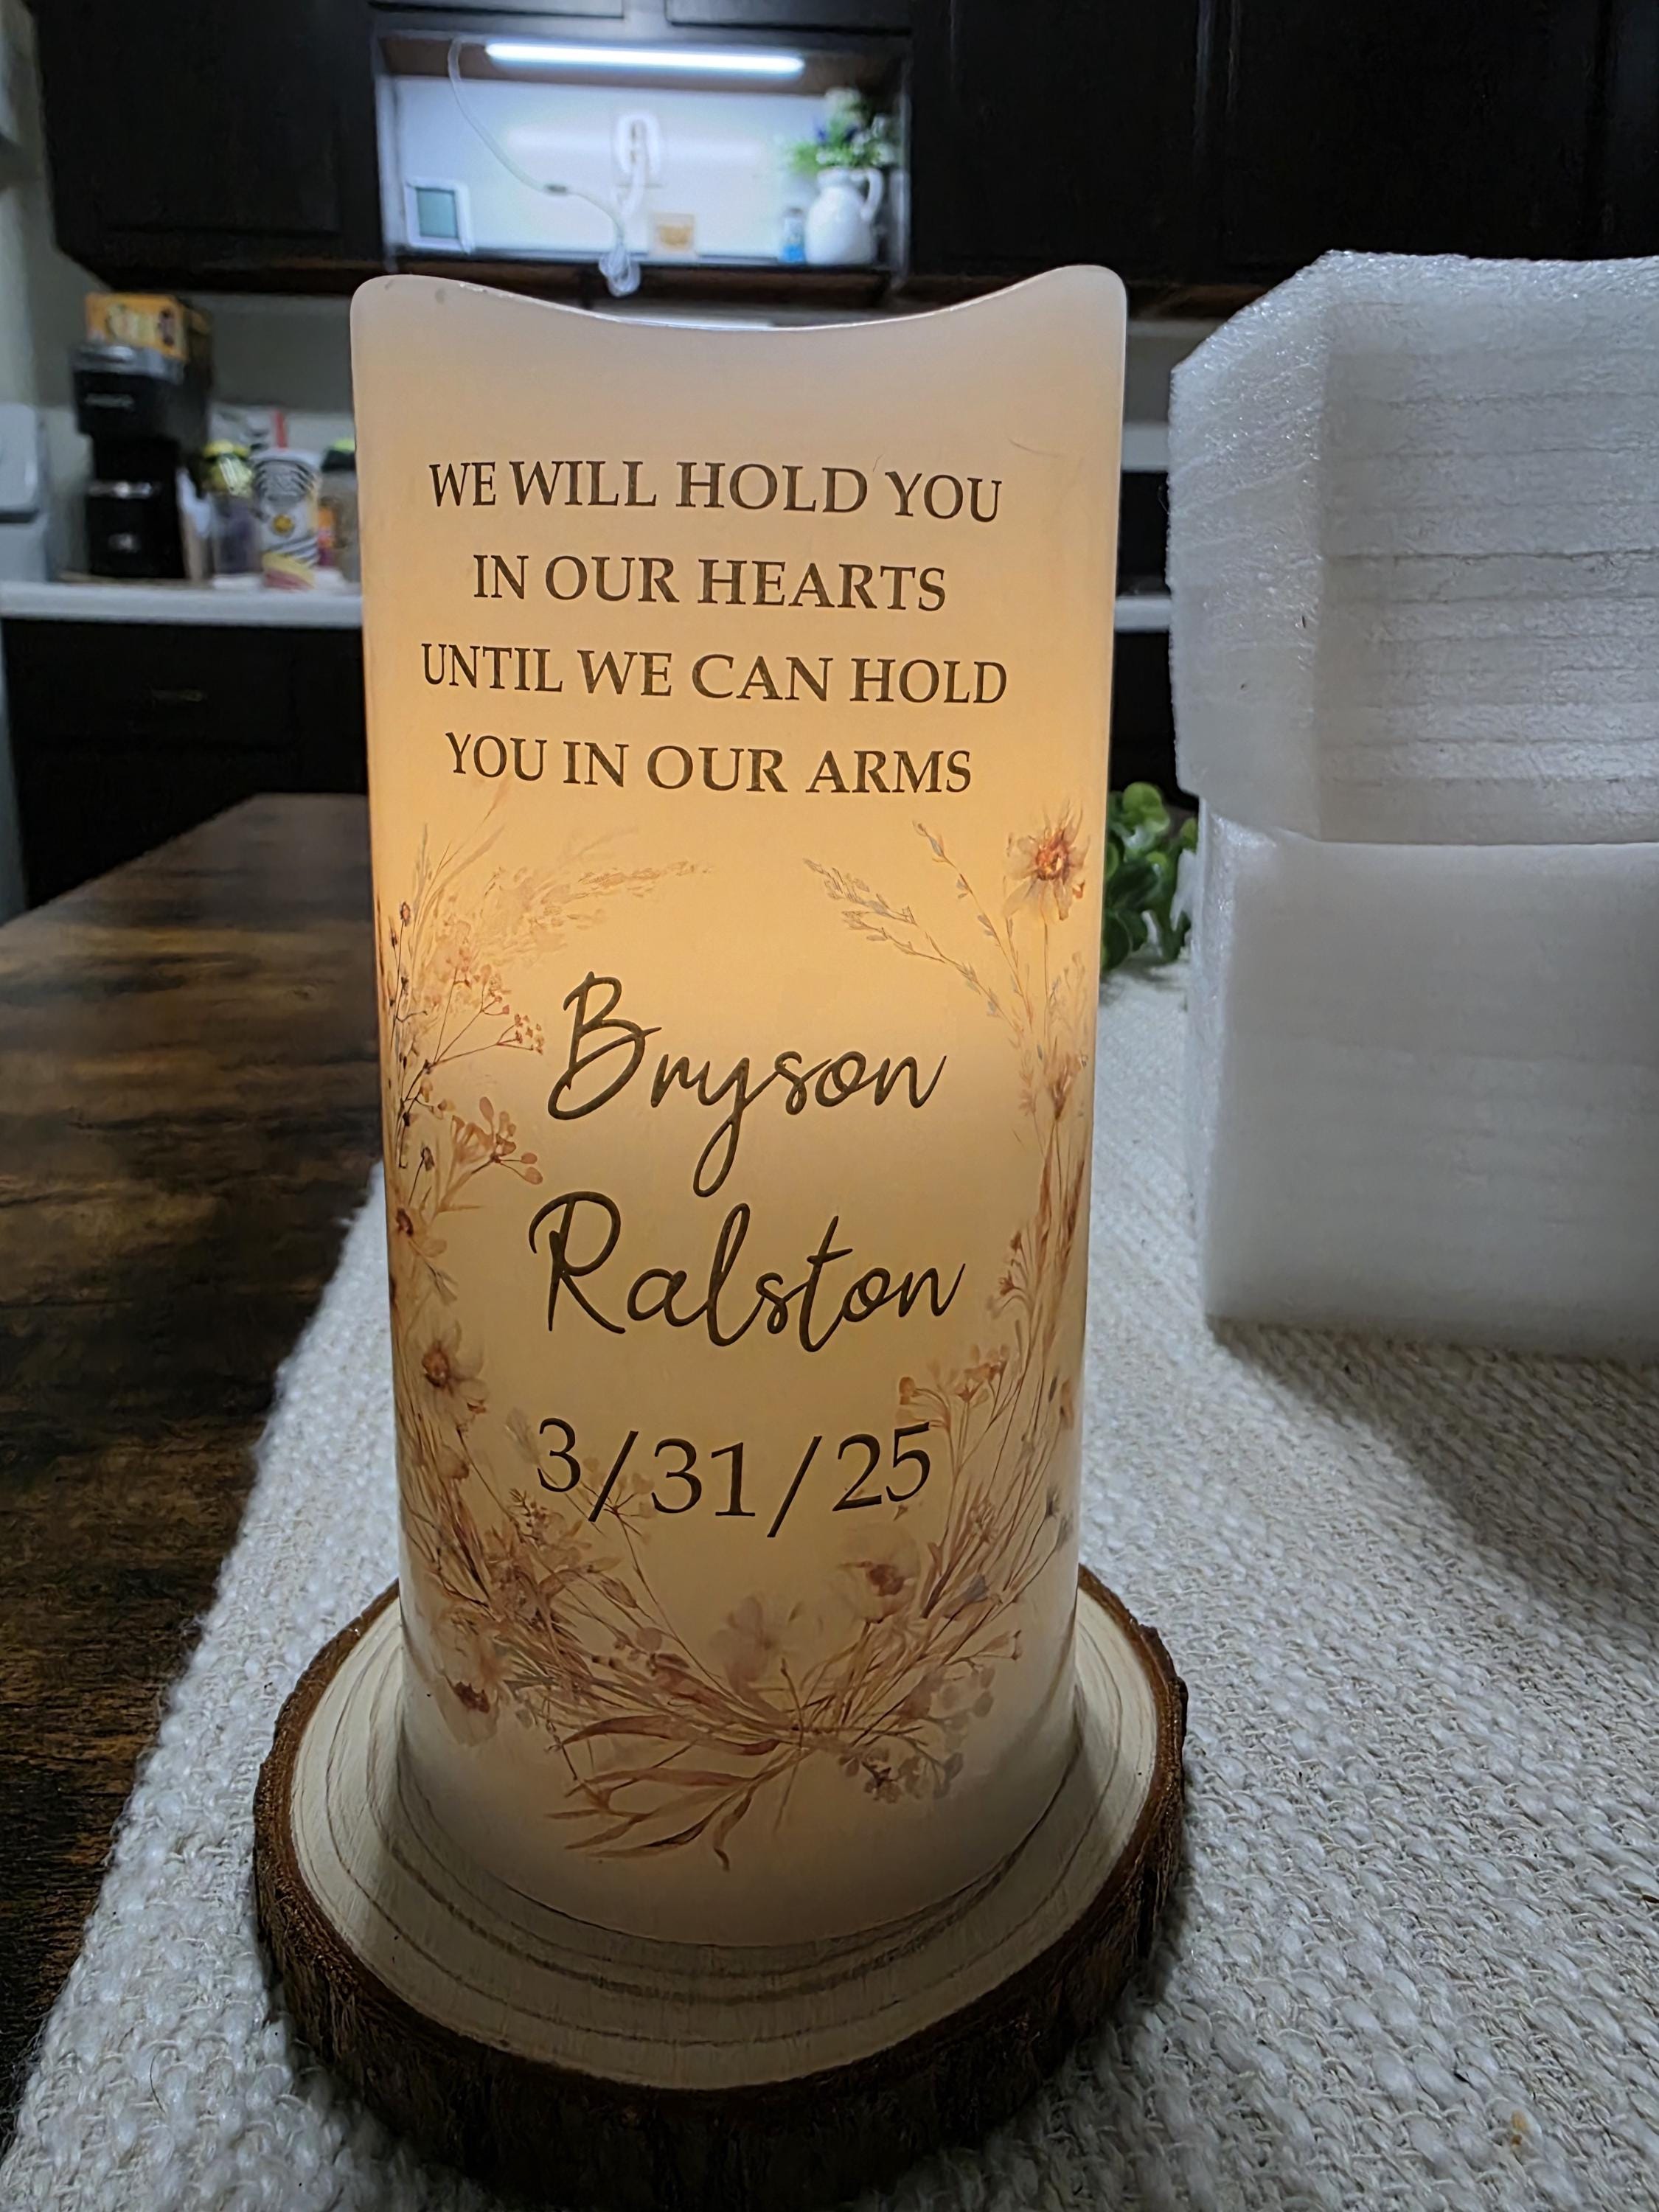 WE WILL HOLD YOU
IN OUR HEARTS
UNTIL WE CAN HOLD
YOU IN OUR ARMS
Bryson
Ralston
3/31/25